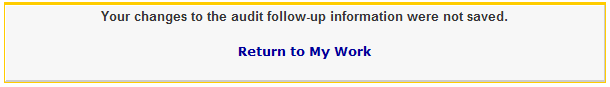 Your changes to the audit follow-up information were not saved.
Return to My Work